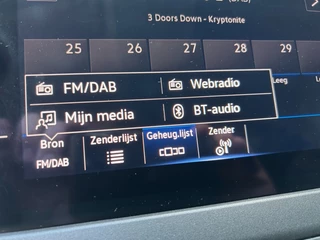 3 Doors Down - Kryptonite
25 26 27 28 29
FM/DAB Webradio
Leeg
Mijn media BT-audio
Bron Zenderlijst Geheug.lijst Zender
FM/DAB